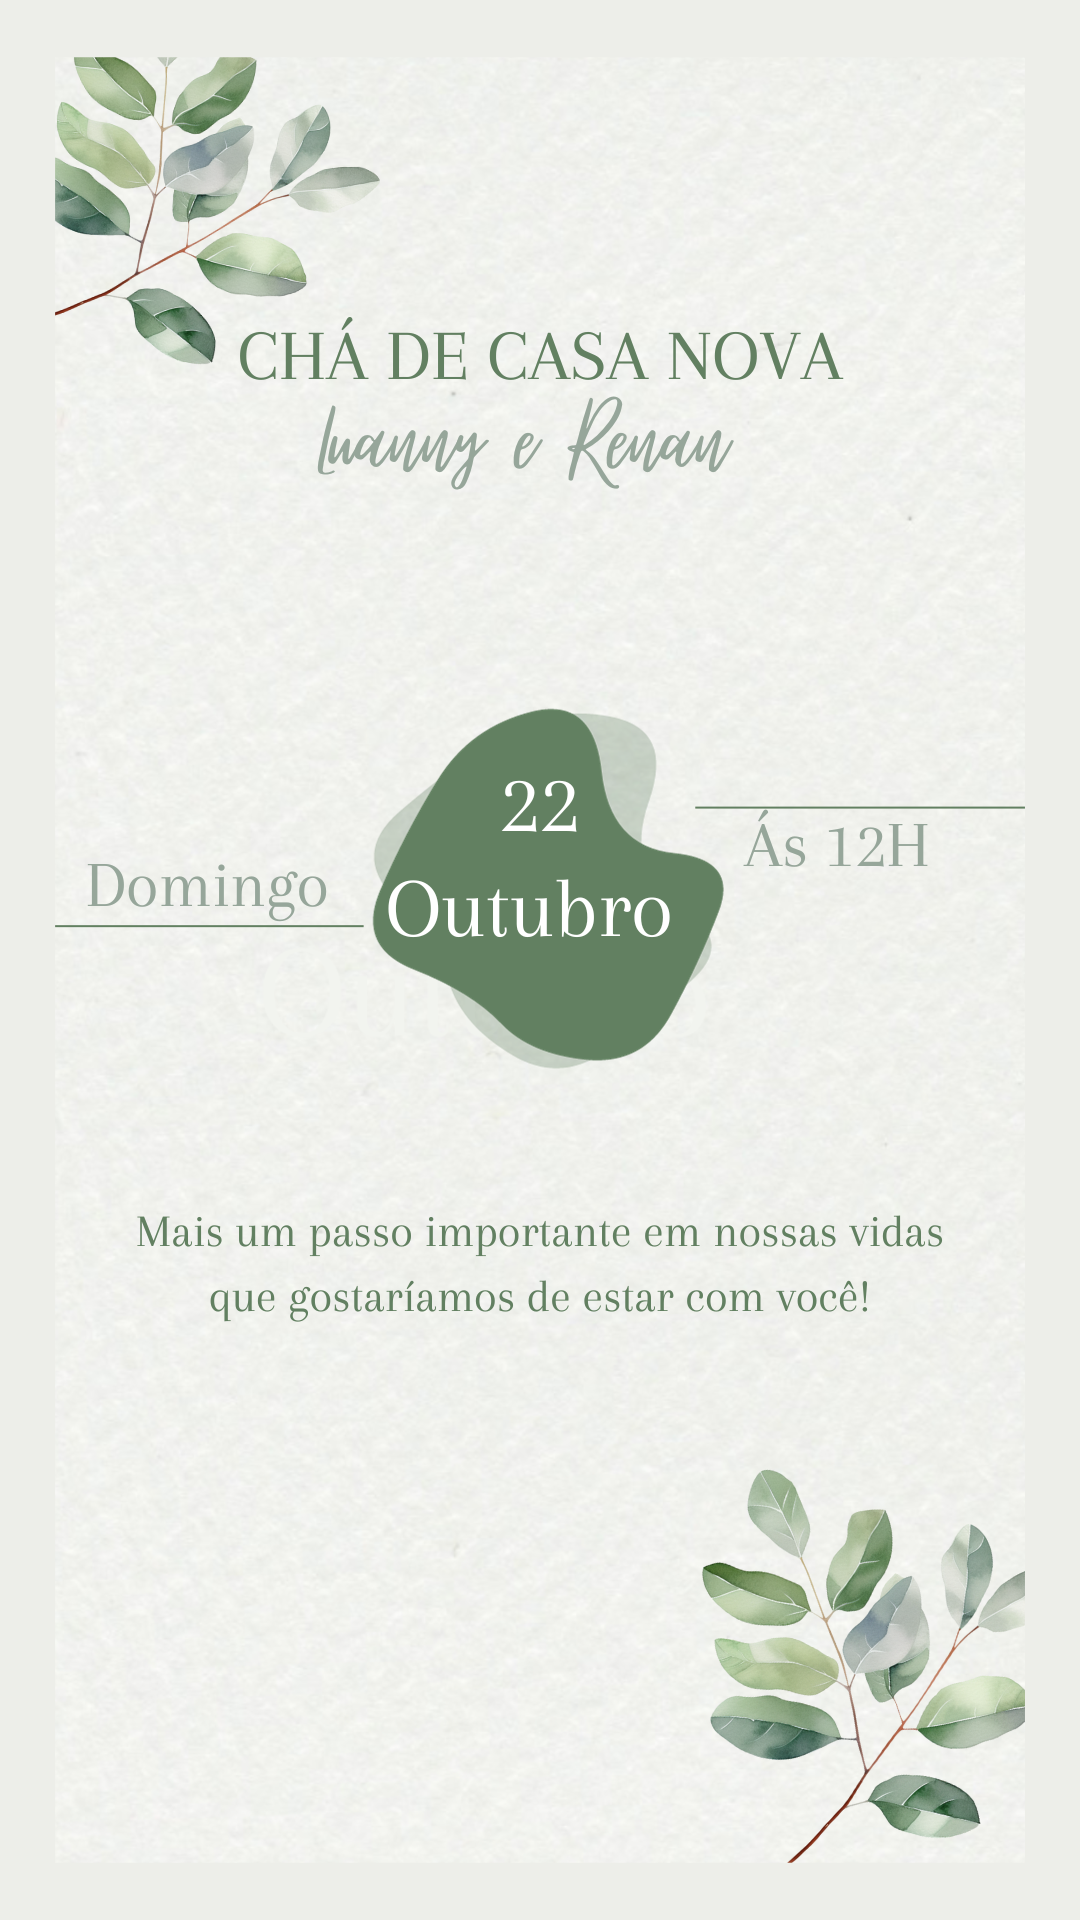 CHÁ DE CASA NOVA
Luanny e Renan
22
Outubro
Domingo
Ás 12H
Mais um passo importante em nossas vidas
que gostaríamos de estar com você!